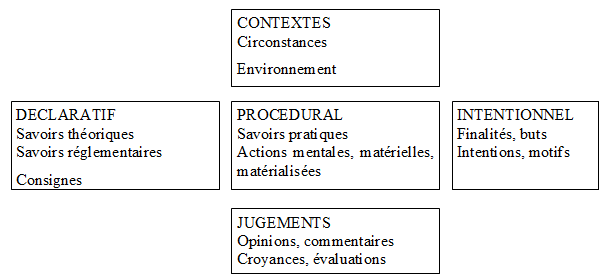 CONTEXTES
Circonstances
Environnement
DECLARATIF
Savoirs théoriques
Savoirs réglementaires
Consignes
PROCEDURAL
Savoirs pratiques
Actions mentales, matérielles,
matérialisées
INTENTIONNEL
Finalités, buts
Intentions, motifs
JUGEMENTS
Opinions, commentaires
Croyances, évaluations